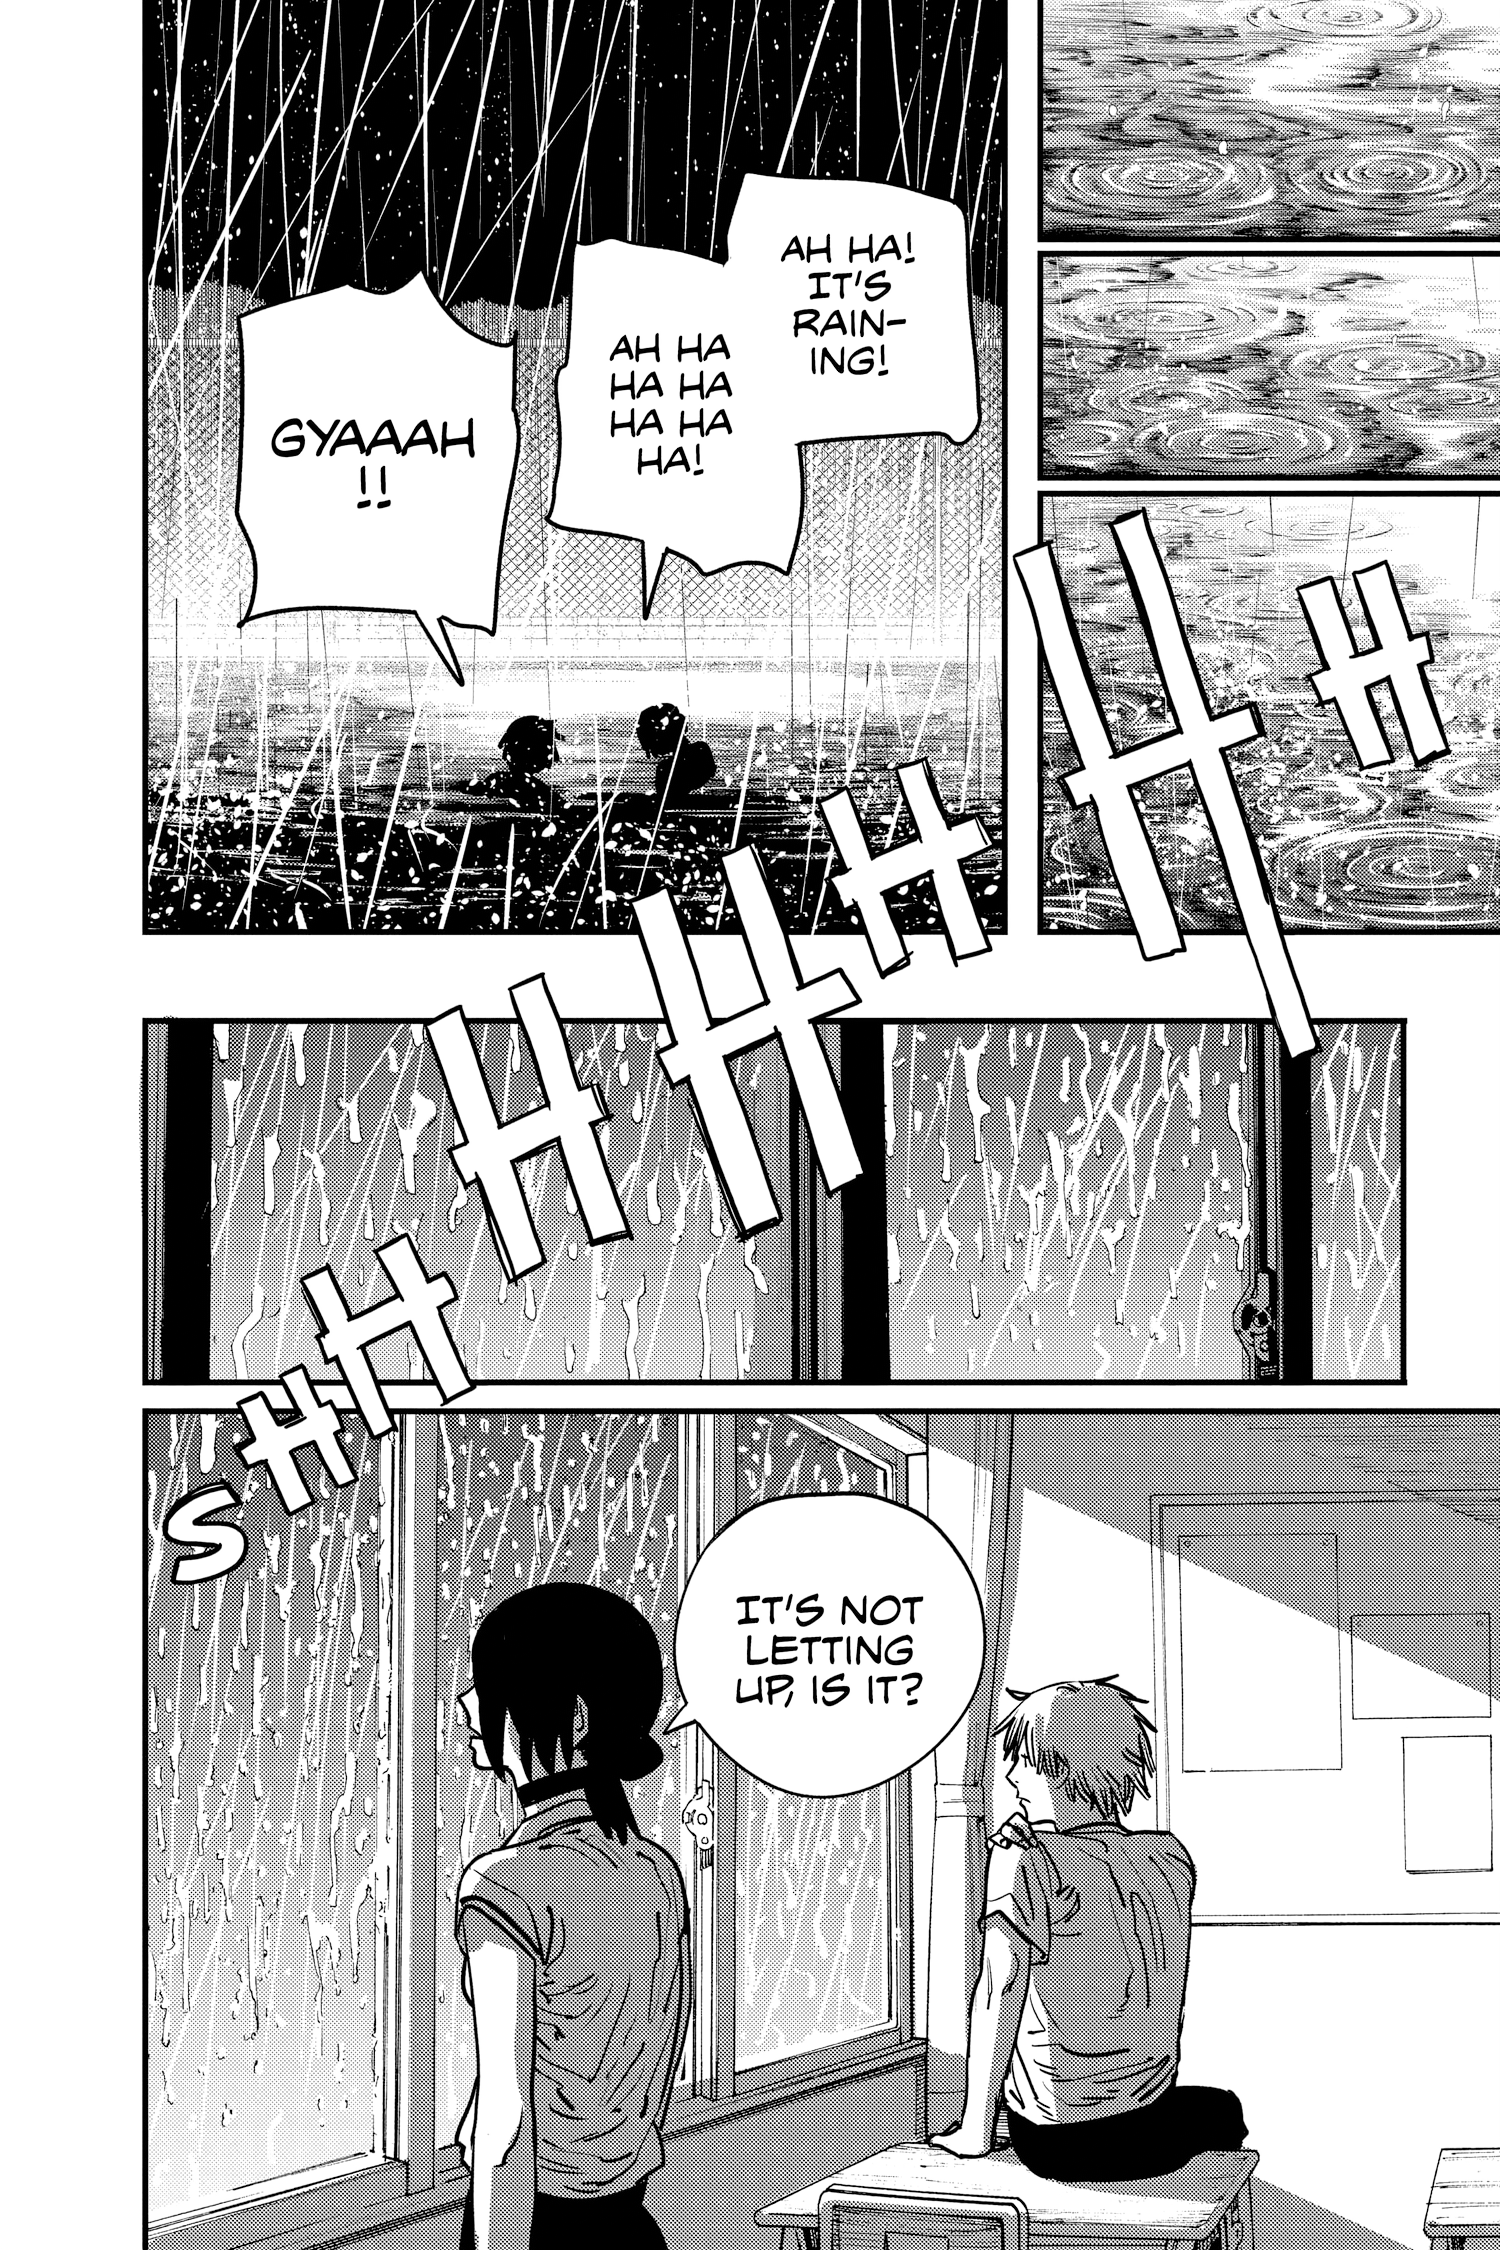 AH HA!
IT'S
RAIN-
ING!
AH HA
HA HA
HA HA
HA!
GYAAAH
!!
SHHHHHHH
IT'S NOT
LETTING
UP, IS IT?